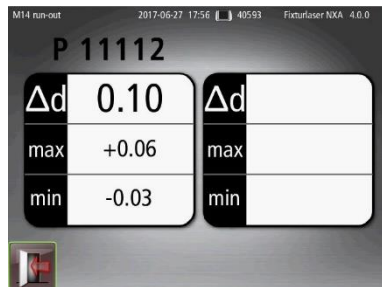 M14 run-out 2017-06-27 17:56 40593 Fixturlaser NXA 4.0.0
P 11112
Δd 0.10 Δd
max +0.06 max
min -0.03 min